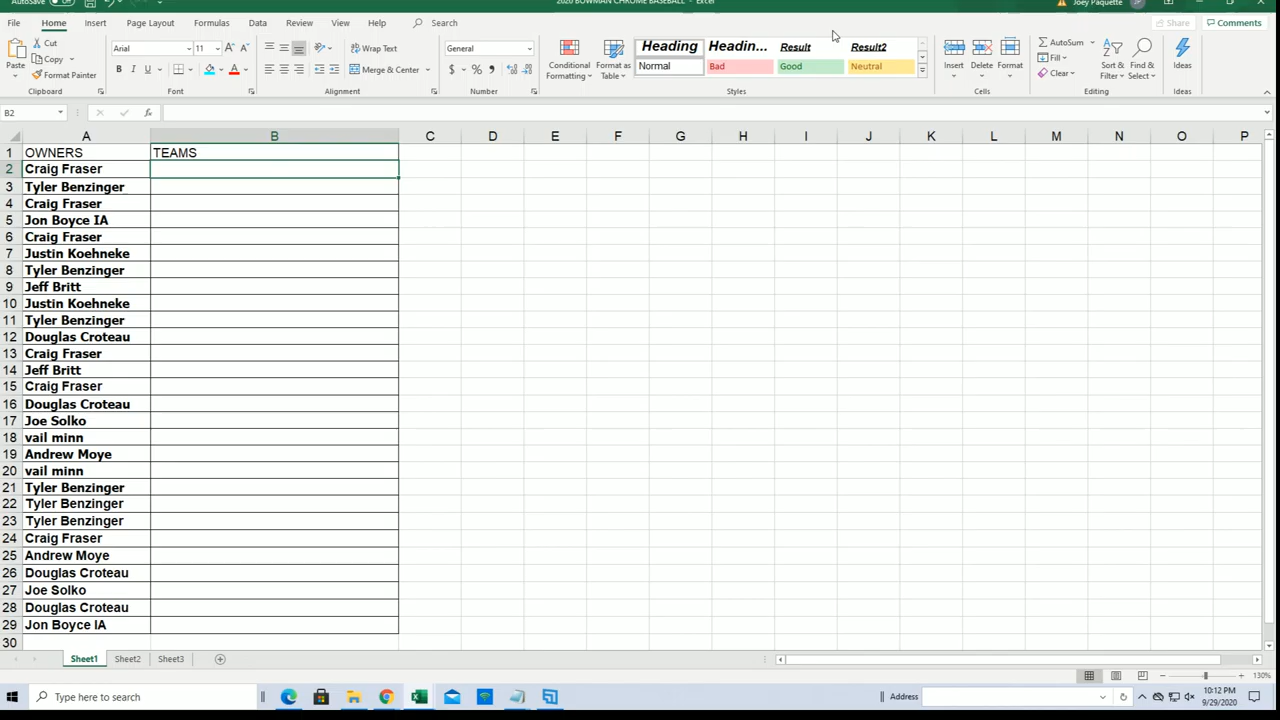 AutoSave Off 2020 BOWMAN CHROME BASEBALL - Excel Joey Paquette JP
File Home Insert Page Layout Formulas Data Review View Help Search Share Comments
Cut Arial 11 Wrap Text General Heading Headin... Result Result2 AutoSum
Copy Paste Format Painter Merge & Center Conditional Formatting Format as Table Normal Bad Good Neutral Insert Delete Format Fill Clear Sort & Filter Find & Select Ideas
Clipboard Font Alignment Number Styles Cells Editing Ideas
B2 fx
A B C D E F G H I J K L M N O P
1 OWNERS TEAMS
2 Craig Fraser
3 Tyler Benzinger
4 Craig Fraser
5 Jon Boyce IA
6 Craig Fraser
7 Justin Koehneke
8 Tyler Benzinger
9 Jeff Britt
10 Justin Koehneke
11 Tyler Benzinger
12 Douglas Croteau
13 Craig Fraser
14 Jeff Britt
15 Craig Fraser
16 Douglas Croteau
17 Joe Solko
18 vail minn
19 Andrew Moye
20 vail minn
21 Tyler Benzinger
22 Tyler Benzinger
23 Tyler Benzinger
24 Craig Fraser
25 Andrew Moye
26 Douglas Croteau
27 Joe Solko
28 Douglas Croteau
29 Jon Boyce IA
30
Sheet1 Sheet2 Sheet3
130%
Type here to search Address 10:12 PM
9/29/2020